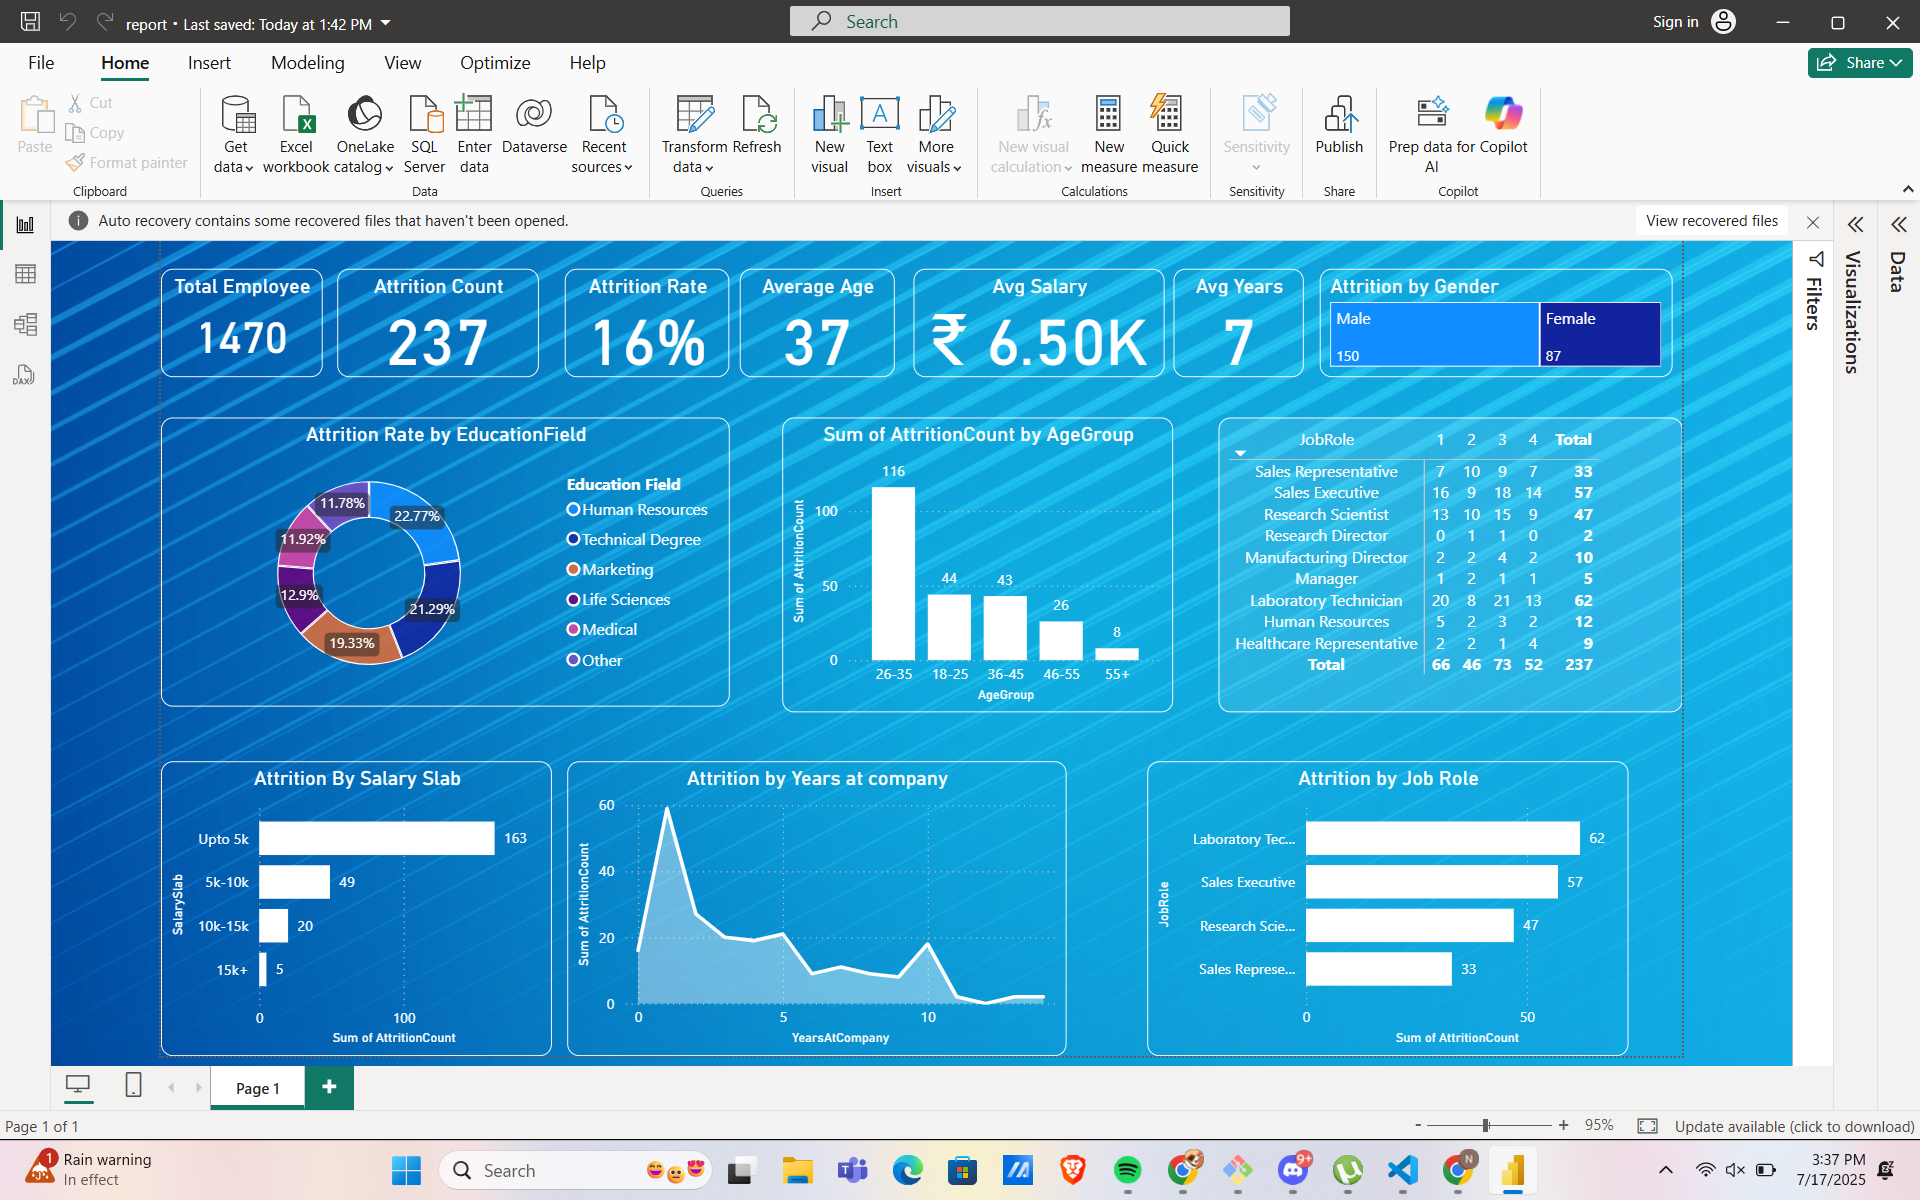 report • Last saved: Today at 1:42 PM
Search
Sign in
File Home Insert Modeling View Optimize Help
Share
Paste
Cut
Copy
Format painter
Clipboard
Get data
Excel workbook
OneLake catalog
SQL Server
Enter data
Dataverse
Recent sources
Data
Transform data
Refresh
Queries
New visual
Text box
More visuals
Insert
New visual calculation
New measure
Quick measure
Calculations
Sensitivity
Sensitivity
Publish
Share
Prep data for AI
Copilot
Copilot
Auto recovery contains some recovered files that haven't been opened.
View recovered files
Filters
Visualizations
Data
Total Employee
1470
Attrition Count
237
Attrition Rate
16%
Average Age
37
Avg Salary
₹ 6.50K
Avg Years
7
Attrition by Gender
Male
150
Female
87
Attrition Rate by EducationField
22.77%
21.29%
19.33%
12.9%
11.92%
11.78%
Education Field
Human Resources
Technical Degree
Marketing
Life Sciences
Medical
Other
Sum of AttritionCount by AgeGroup
Sum of AttritionCount
100
50
0
116
44
43
26
8
26-35 18-25 36-45 46-55 55+
AgeGroup
JobRole 1 2 3 4 Total
Sales Representative 7 10 9 7 33
Sales Executive 16 9 18 14 57
Research Scientist 13 10 15 9 47
Research Director 0 1 1 0 2
Manufacturing Director 2 2 4 2 10
Manager 1 2 1 1 5
Laboratory Technician 20 8 21 13 62
Human Resources 5 2 3 2 12
Healthcare Representative 2 2 1 4 9
Total 66 46 73 52 237
Attrition By Salary Slab
SalarySlab
Upto 5k 163
5k-10k 49
10k-15k 20
15k+ 5
0 100
Sum of AttritionCount
Attrition by Years at company
Sum of AttritionCount
60
40
20
0
0 5 10
YearsAtCompany
Attrition by Job Role
JobRole
Laboratory Tec... 62
Sales Executive 57
Research Scie... 47
Sales Represe... 33
0 50
Sum of AttritionCount
Page 1
+
Page 1 of 1
- + 95%
Update available (click to download)
1
Rain warning
In effect
Search
9+
N
3:37 PM
7/17/2025